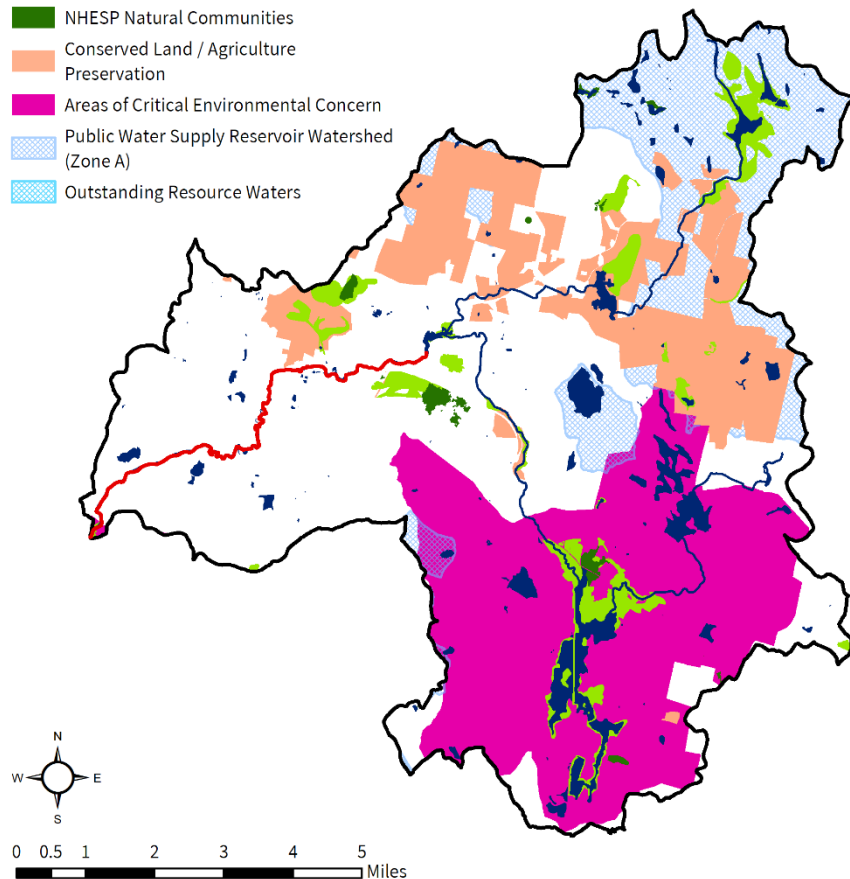 NHESP Natural Communities
Conserved Land / Agriculture
Preservation
Areas of Critical Environmental Concern
Public Water Supply Reservoir Watershed
(Zone A)
Outstanding Resource Waters
N
W E
S
0 0.5 1 2 3 4 5
Miles